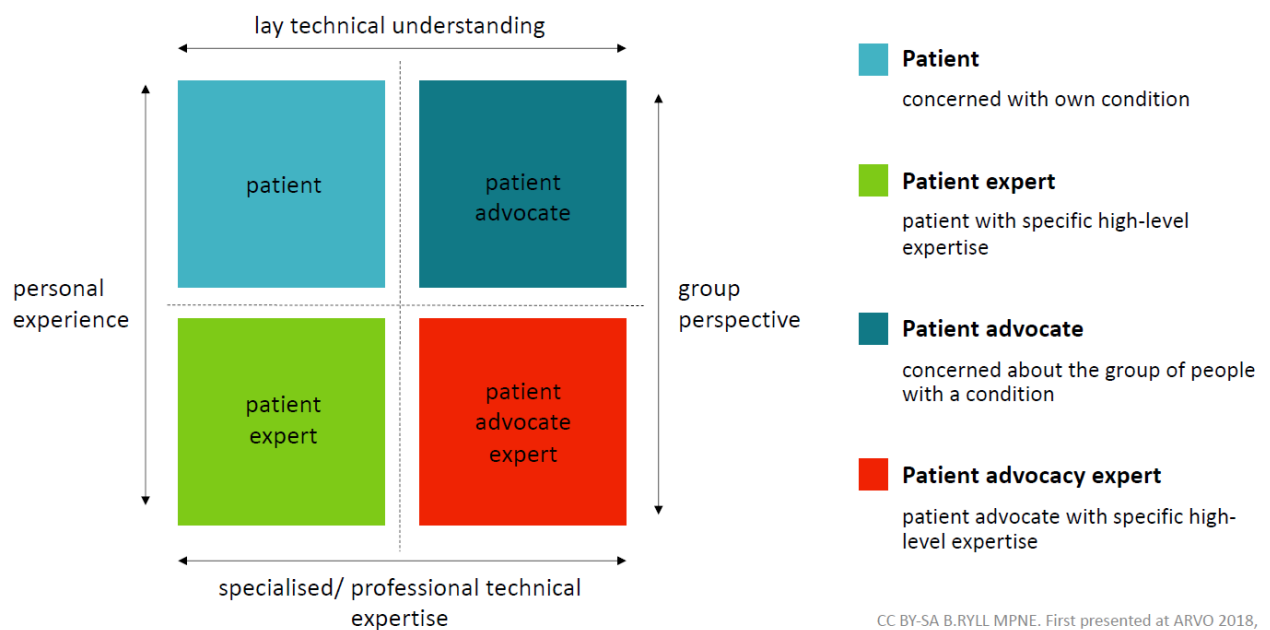 lay technical understanding
patient
patient
advocate
personal
experience
group
perspective
patient
expert
patient
advocate
expert
specialised/ professional technical
expertise
Patient
concerned with own condition
Patient expert
patient with specific high-level
expertise
Patient advocate
concerned about the group of people
with a condition
Patient advocacy expert
patient advocate with specific high-
level expertise
CC BY-SA B.RYLL MPNE. First presented at ARVO 2018,